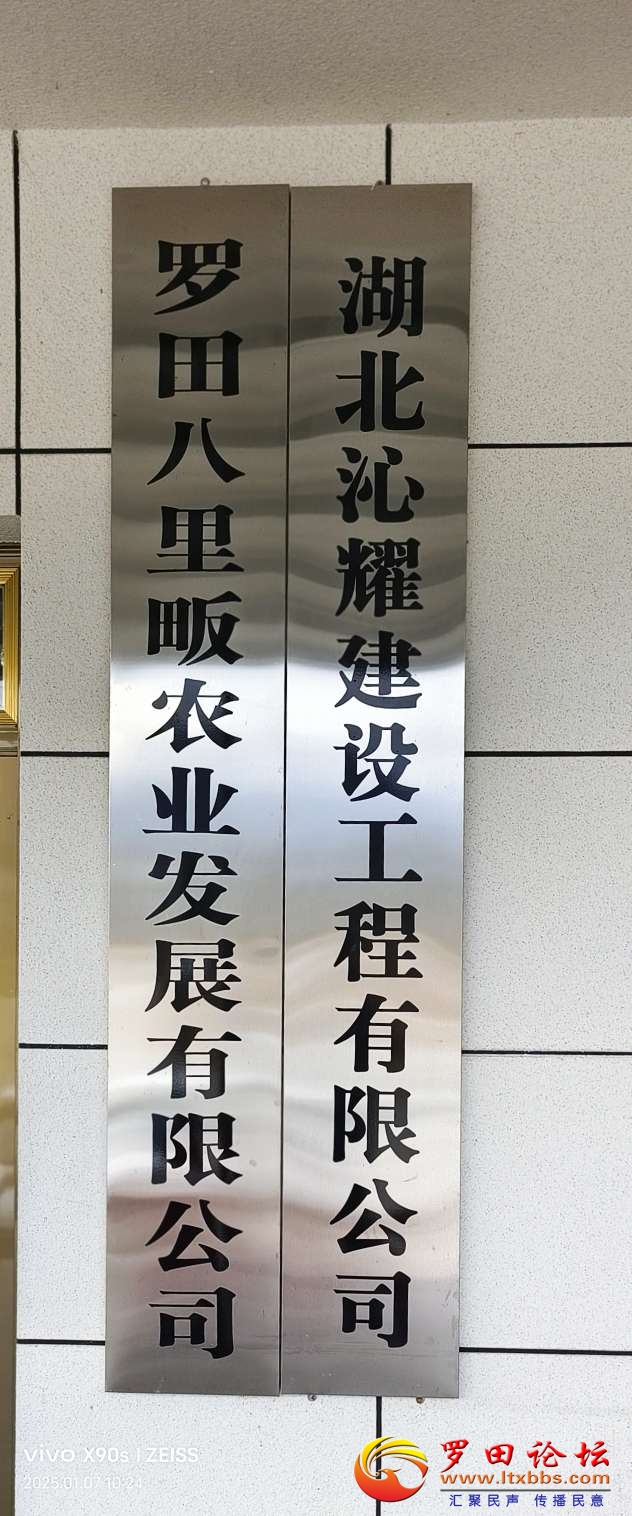 湖北沁耀建设工程有限公司
罗田八里畈农业发展有限公司
vivo X90s | ZEISS
罗田论坛
www.ltxbbs.com
汇聚民声 传播民意